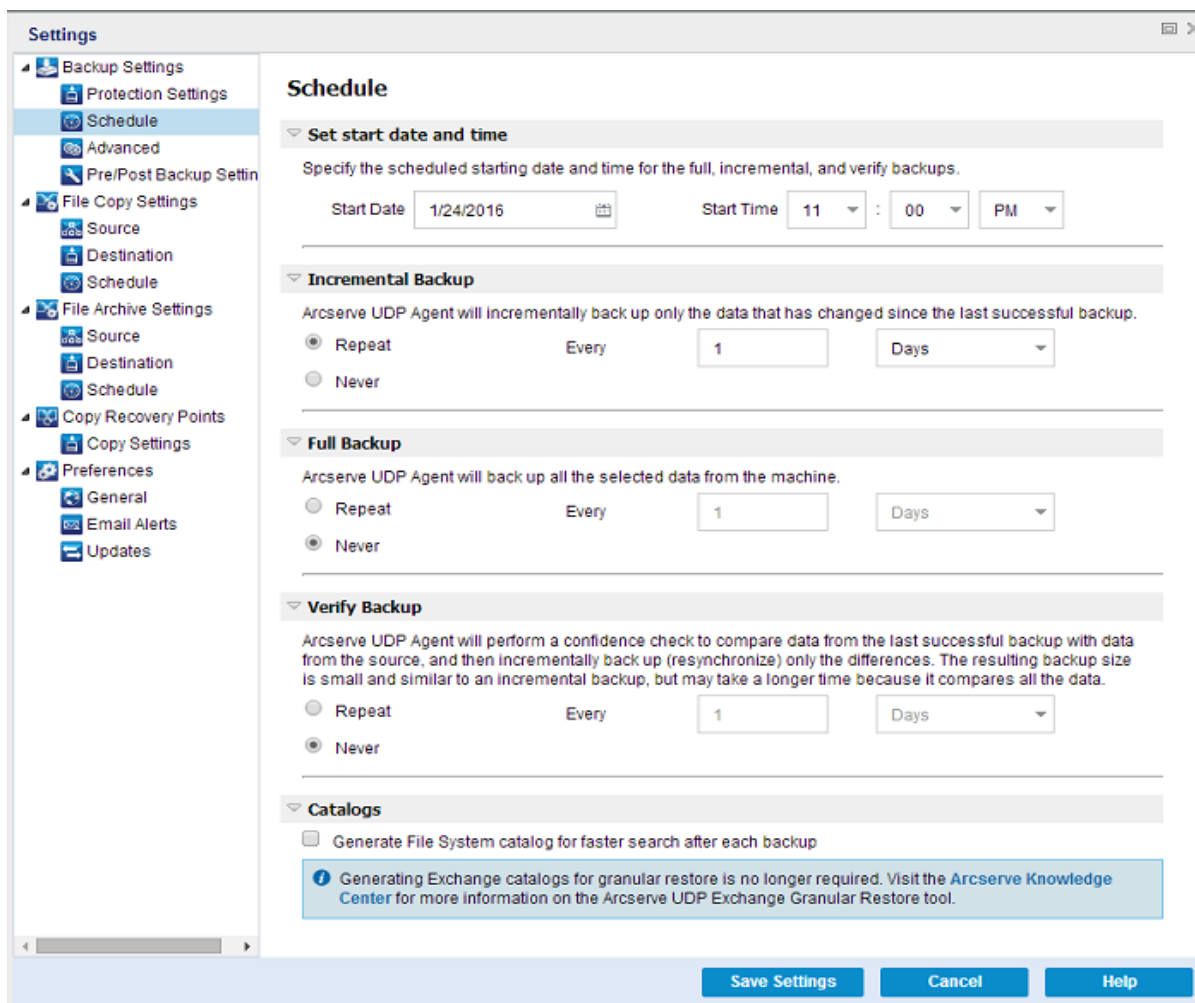 Settings
Backup Settings
Protection Settings
Schedule
Advanced
Pre/Post Backup Settin
File Copy Settings
Source
Destination
Schedule
File Archive Settings
Source
Destination
Schedule
Copy Recovery Points
Copy Settings
Preferences
General
Email Alerts
Updates
Schedule
Set start date and time
Specify the scheduled starting date and time for the full, incremental, and verify backups.
Start Date 1/24/2016 Start Time 11 : 00 PM
Incremental Backup
Arcserve UDP Agent will incrementally back up only the data that has changed since the last successful backup.
Repeat Every 1 Days
Never
Full Backup
Arcserve UDP Agent will back up all the selected data from the machine.
Repeat Every 1 Days
Never
Verify Backup
Arcserve UDP Agent will perform a confidence check to compare data from the last successful backup with data
from the source, and then incrementally back up (resynchronize) only the differences. The resulting backup size
is small and similar to an incremental backup, but may take a longer time because it compares all the data.
Repeat Every 1 Days
Never
Catalogs
Generate File System catalog for faster search after each backup
Generating Exchange catalogs for granular restore is no longer required. Visit the Arcserve Knowledge
Center for more information on the Arcserve UDP Exchange Granular Restore tool.
Save Settings Cancel Help